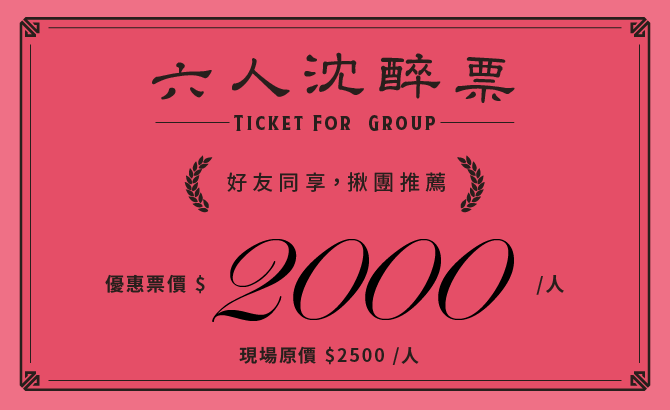 六人沈醉票
TICKET FOR GROUP
好友同享，揪團推薦
優惠票價 $ 2000 /人
現場原價 $2500 /人